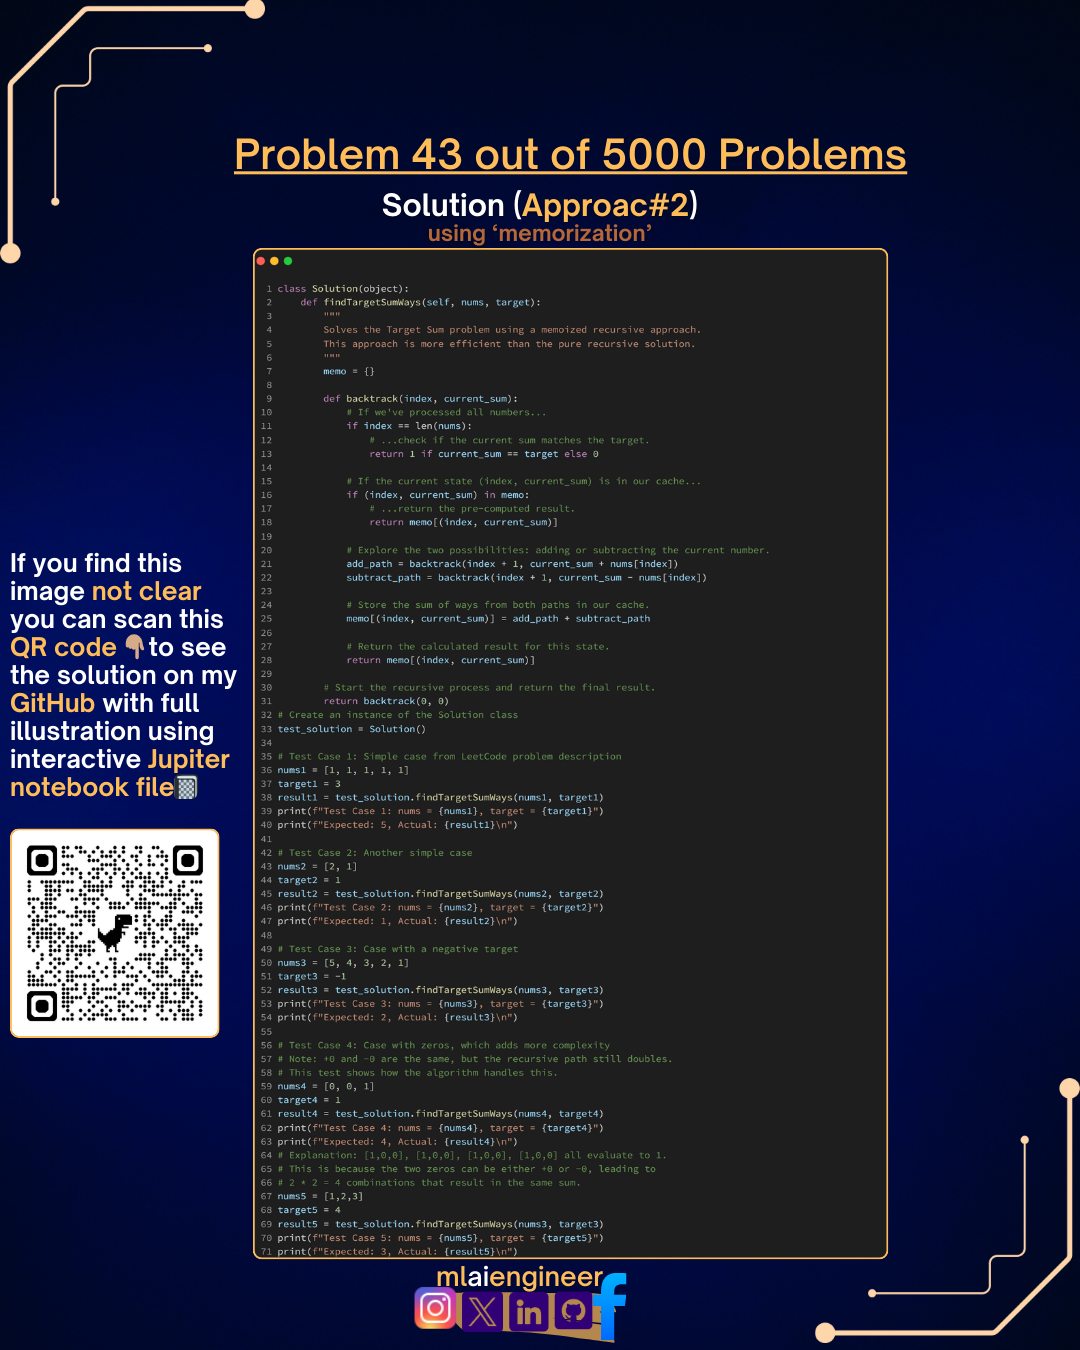 Problem 43 out of 5000 Problems
Solution (Approac#2)
using ‘memorization’
1 class Solution(object):
2     def findTargetSumWays(self, nums, target):
3         """
4         Solves the Target Sum problem using a memoized recursive approach.
5         This approach is more efficient than the pure recursive solution.
6         """
7         memo = {}
8
9         def backtrack(index, current_sum):
10             # If we've processed all numbers...
11             if index == len(nums):
12                 # ...check if the current sum matches the target.
13                 return 1 if current_sum == target else 0
14
15             # If the current state (index, current_sum) is in our cache...
16             if (index, current_sum) in memo:
17                 # ...return the pre-computed result.
18                 return memo[(index, current_sum)]
19
20             # Explore the two possibilities: adding or subtracting the current number.
21             add_path = backtrack(index + 1, current_sum + nums[index])
22             subtract_path = backtrack(index + 1, current_sum - nums[index])
23
24             # Store the sum of ways from both paths in our cache.
25             memo[(index, current_sum)] = add_path + subtract_path
26
27             # Return the calculated result for this state.
28             return memo[(index, current_sum)]
29
30         # Start the recursive process and return the final result.
31         return backtrack(0, 0)
32 # Create an instance of the Solution class
33 test_solution = Solution()
34
35 # Test Case 1: Simple case from LeetCode problem description
36 nums1 = [1, 1, 1, 1, 1]
37 target1 = 3
38 result1 = test_solution.findTargetSumWays(nums1, target1)
39 print(f"Test Case 1: nums = {nums1}, target = {target1}")
40 print(f"Expected: 5, Actual: {result1}\n")
41
42 # Test Case 2: Another simple case
43 nums2 = [2, 1]
44 target2 = 1
45 result2 = test_solution.findTargetSumWays(nums2, target2)
46 print(f"Test Case 2: nums = {nums2}, target = {target2}")
47 print(f"Expected: 1, Actual: {result2}\n")
48
49 # Test Case 3: Case with a negative target
50 nums3 = [5, 4, 3, 2, 1]
51 target3 = -1
52 result3 = test_solution.findTargetSumWays(nums3, target3)
53 print(f"Test Case 3: nums = {nums3}, target = {target3}")
54 print(f"Expected: 2, Actual: {result3}\n")
55
56 # Test Case 4: Case with zeros, which adds more complexity
57 # Note: +0 and -0 are the same, but the recursive path still doubles.
58 # This test shows how the algorithm handles this.
59 nums4 = [0, 0, 1]
60 target4 = 1
61 result4 = test_solution.findTargetSumWays(nums4, target4)
62 print(f"Test Case 4: nums = {nums4}, target = {target4}")
63 print(f"Expected: 4, Actual: {result4}\n")
64 # Explanation: [1,0,0], [1,0,0], [1,0,0], [1,0,0] all evaluate to 1.
65 # This is because the two zeros can be either +0 or -0, leading to
66 # 2 * 2 = 4 combinations that result in the same sum.
67 nums5 = [1,2,3]
68 target5 = 4
69 result5 = test_solution.findTargetSumWays(nums3, target3)
70 print(f"Test Case 5: nums = {nums5}, target = {target5}")
71 print(f"Expected: 3, Actual: {result5}\n")
If you find this
image not clear
you can scan this
QR code 👇🏽to see
the solution on my
GitHub with full
illustration using
interactive Jupiter
notebook file📓
mlaiengineer